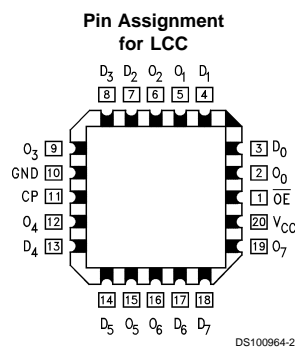 Pin Assignment
for LCC
D3 D2 O2 O1 D1
8 7 6 5 4
O3 9
GND 10
CP 11
O4 12
D4 13
3 D0
2 O0
1 O̅E̅
20 VCC
19 O7
14 15 16 17 18
D5 O5 O6 D6 D7
DS100964-2